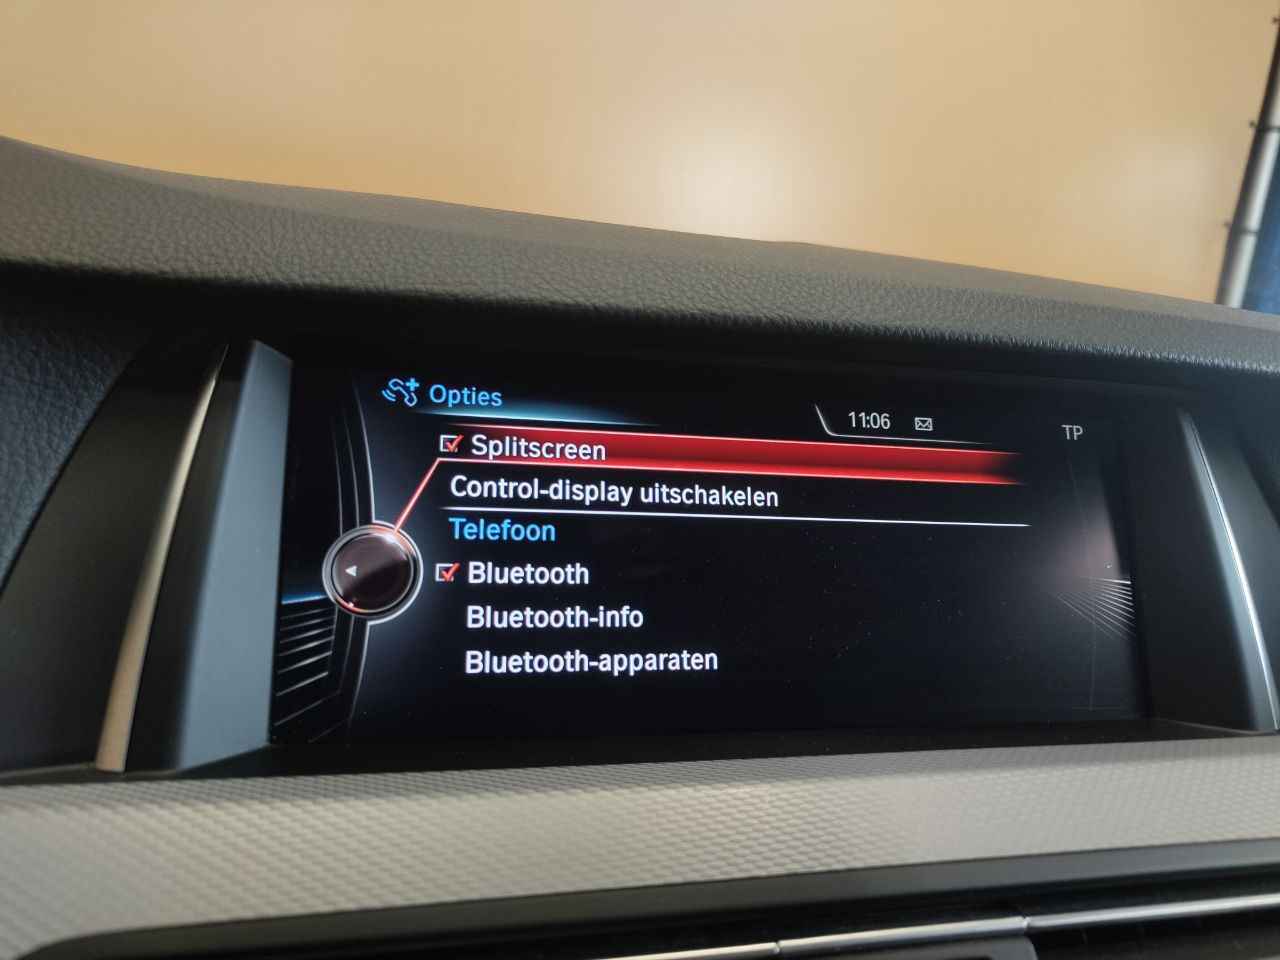 Opties
11:06
TP
Splitscreen
Control-display uitschakelen
Telefoon
Bluetooth
Bluetooth-info
Bluetooth-apparaten